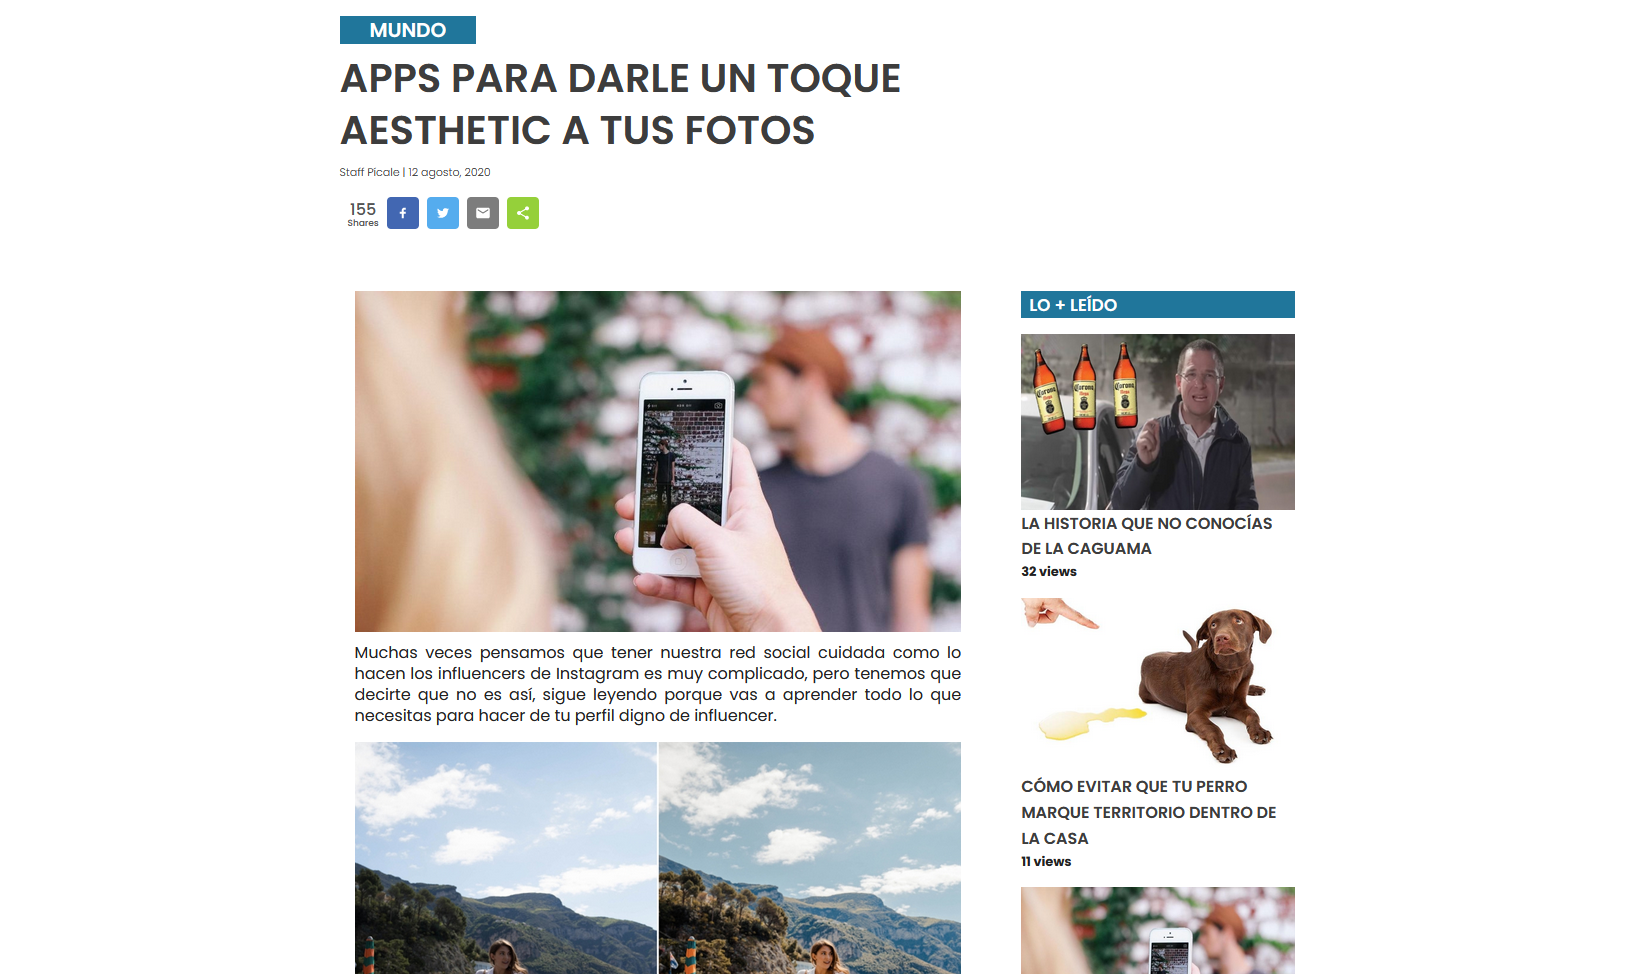 MUNDO
APPS PARA DARLE UN TOQUE
AESTHETIC A TUS FOTOS
Staff Picale | 12 agosto, 2020
155
Shares
Muchas veces pensamos que tener nuestra red social cuidada como lo
hacen los influencers de Instagram es muy complicado, pero tenemos que
decirte que no es así, sigue leyendo porque vas a aprender todo lo que
necesitas para hacer de tu perfil digno de influencer.
LO + LEÍDO
Corona
Corona
Corona
LA HISTORIA QUE NO CONOCÍAS
DE LA CAGUAMA
32 views
CÓMO EVITAR QUE TU PERRO
MARQUE TERRITORIO DENTRO DE
LA CASA
11 views